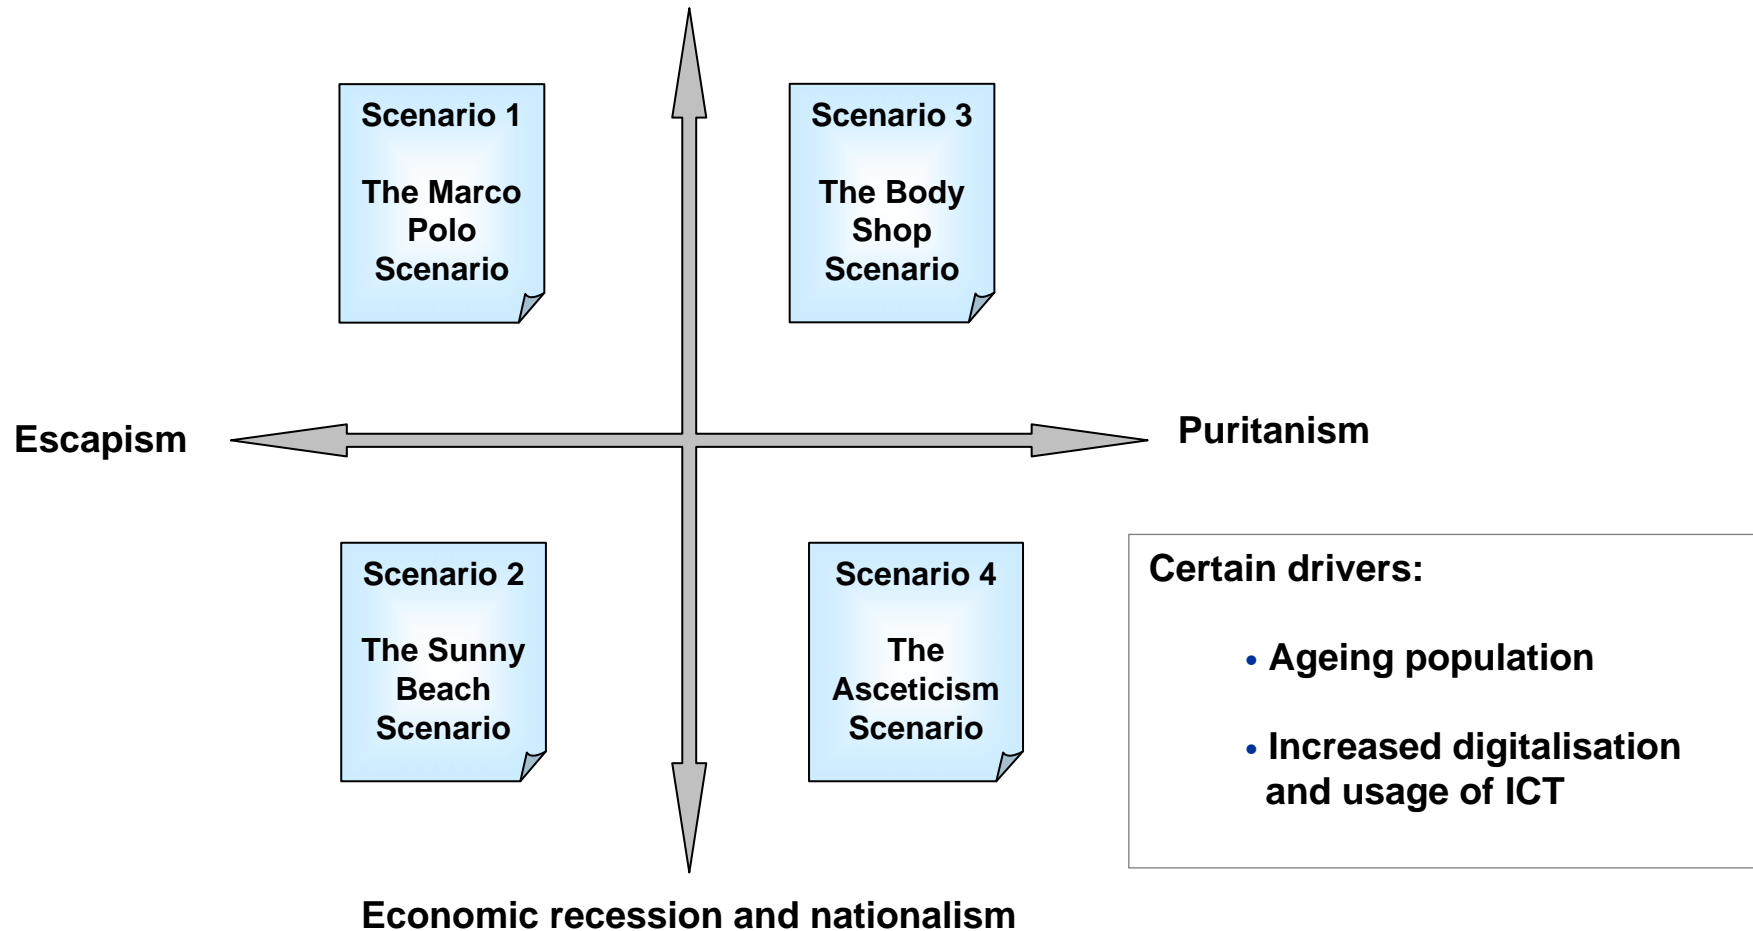 Scenario 1
The Marco
Polo
Scenario
Scenario 3
The Body
Shop
Scenario
Escapism
Puritanism
Scenario 2
The Sunny
Beach
Scenario
Scenario 4
The
Asceticism
Scenario
Certain drivers:
• Ageing population
• Increased digitalisation
and usage of ICT
Economic recession and nationalism